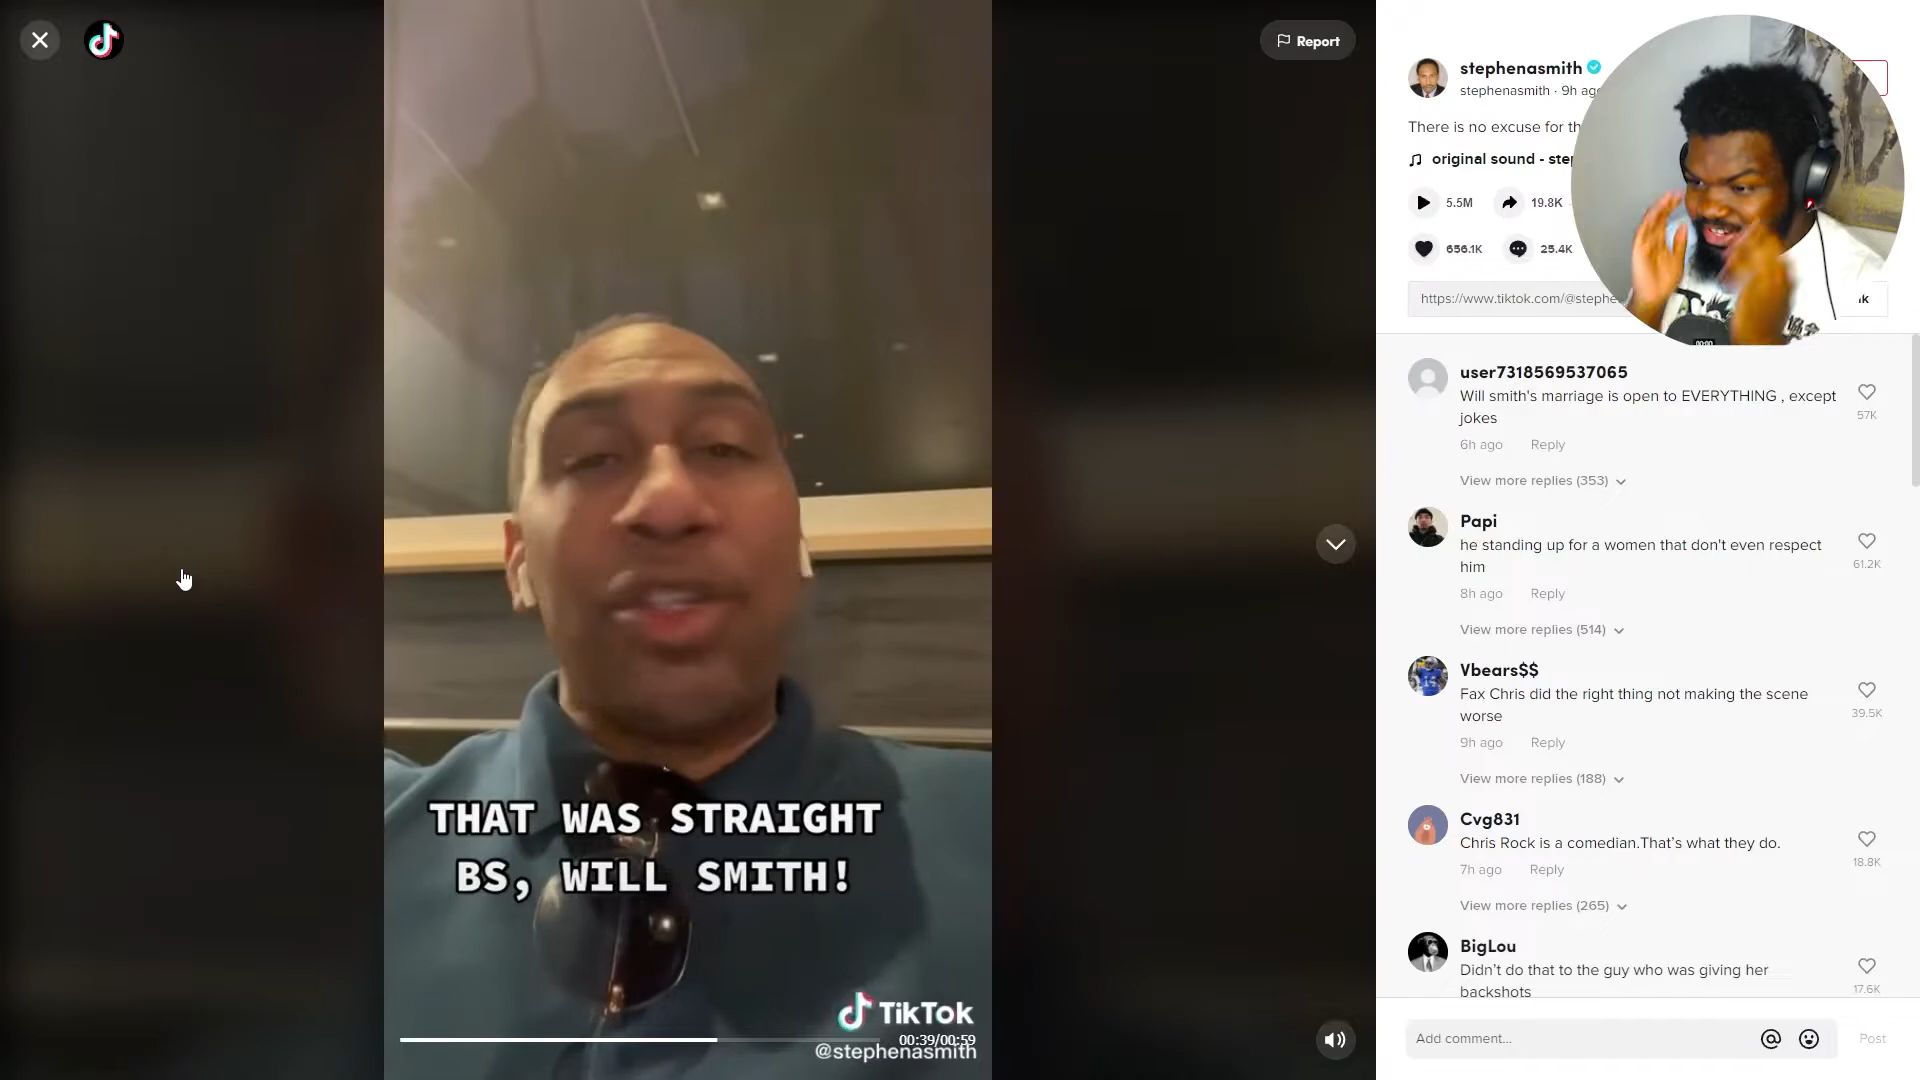 Report
stephenasmith
stephenasmith · 9h ago
There is no excuse for
original sound -
5.5M
19.8K
656.1K
25.4K
https://www.tiktok.com/@stephe
user7318569537065
Will smith's marriage is open to EVERYTHING , except
jokes
57K
6h ago Reply
View more replies (353)
Papi
he standing up for a women that don't even respect
him
61.2K
8h ago Reply
View more replies (514)
Vbears$$
Fax Chris did the right thing not making the scene
worse
39.5K
9h ago Reply
View more replies (188)
Cvg831
Chris Rock is a comedian.That's what they do.
18.8K
7h ago Reply
View more replies (265)
BigLou
Didn't do that to the guy who was giving her
backshots
17.6K
Add comment...
Post
THAT WAS STRAIGHT
BS, WILL SMITH!
TikTok
00:39/00:59
@stephenasmith